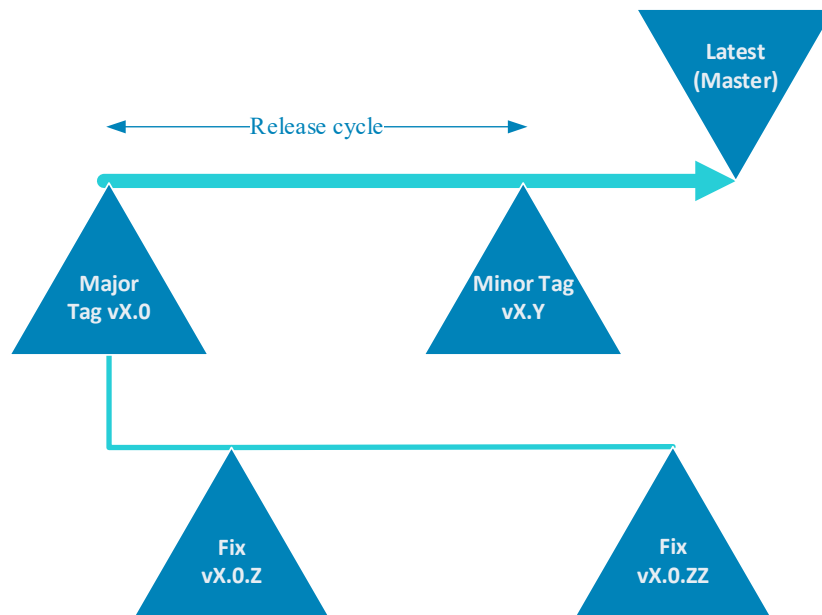 Latest
(Master)
Release cycle
Major
Tag vX.0
Minor Tag
vX.Y
Fix
vX.0.Z
Fix
vX.0.ZZ